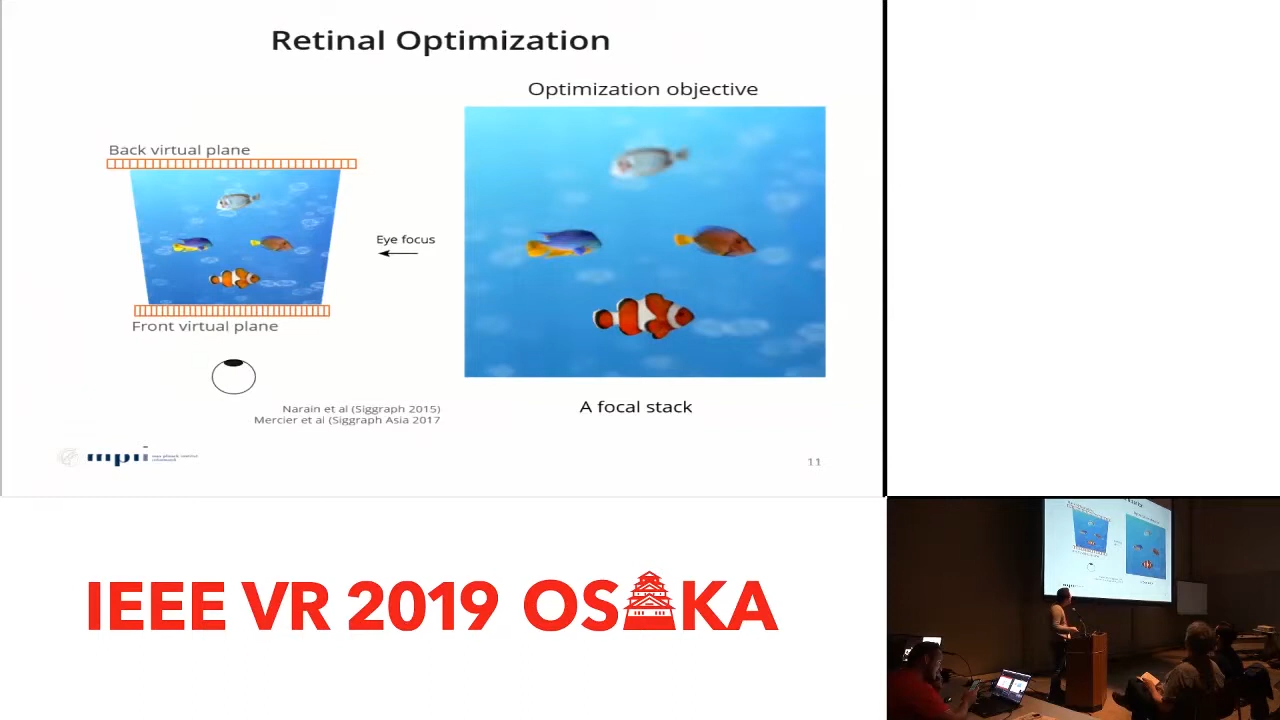 Retinal Optimization
Optimization objective
Back virtual plane
Eye focus
Front virtual plane
Narain et al (Siggraph 2015)
Mercier et al (Siggraph Asia 2017
A focal stack
mpii
11
IEEE VR 2019 OSAKA